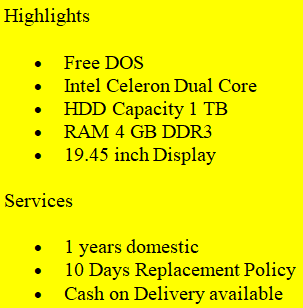 Highlights
• Free DOS
• Intel Celeron Dual Core
• HDD Capacity 1 TB
• RAM 4 GB DDR3
• 19.45 inch Display
Services
• 1 years domestic
• 10 Days Replacement Policy
• Cash on Delivery available